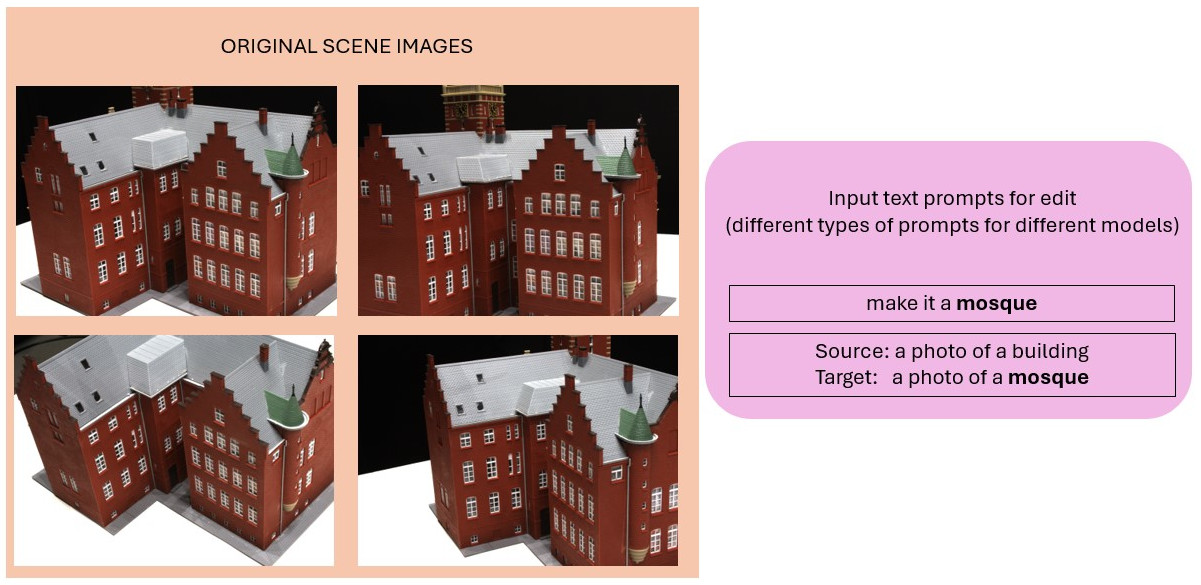 ORIGINAL SCENE IMAGES
Input text prompts for edit
(different types of prompts for different models)
make it a mosque
Source: a photo of a building
Target: a photo of a mosque